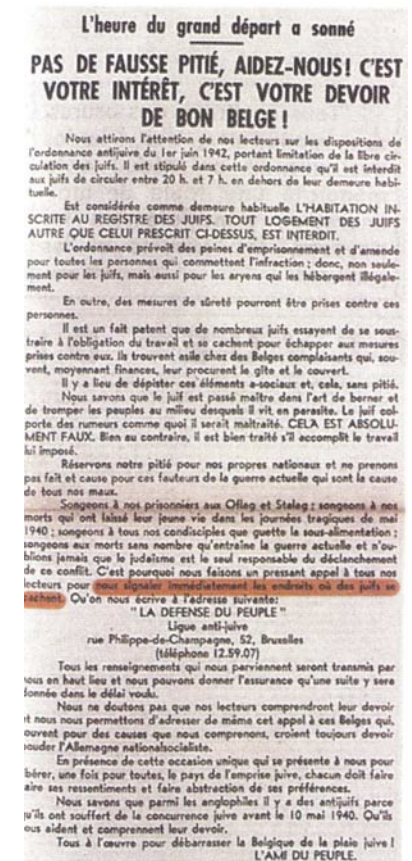 L'heure du grand départ a sonné
PAS DE FAUSSE PITIÉ, AIDEZ-NOUS! C'EST
VOTRE INTÉRÊT, C'EST VOTRE DEVOIR
DE BON BELGE!
Nous attirons l'attention de nos lecteurs sur les dispositions de
l'ordonnance antijuive du 1er juin 1942, portant limitation de la libre cir-
culation des juifs. Il est stipulé dans cette ordonnance qu'il est interdit
aux juifs de circuler entre 20 h. et 7 h. en dehors de leur demeure habi-
tuelle.
Est considérée comme demeure habituelle L'HABITATION IN-
SCRITE AU REGISTRE DES JUIFS. TOUT LOGEMENT DES JUIFS
AUTRE QUE CELUI PRESCRIT CI-DESSUS, EST INTERDIT.
L'ordonnance prévoit des peines d'emprisonnement et d'amende
pour toutes les personnes qui commettent l'infraction; donc, non seule-
ment pour les juifs, mais aussi pour les aryens qui les hébergent illégale-
ment.
En outre, des mesures de sûreté pourront être prises contre ces
personnes.
Il est un fait patent que de nombreux juifs essayent de se sous-
traire à l'obligation du travail et se cachent pour échapper aux mesures
prises contre eux. Ils trouvent asile chez des Belges complaisants qui, sou-
vent, moyennant finances, leur procurent le gîte et le couvert.
Il y a lieu de dépister ces éléments a-sociaux et, cela, sans pitié.
Nous savons que le juif est passé maître dans l'art de berner et
de tromper les peuples au milieu desquels il vit en parasite. Le juif col-
porte des rumeurs comme quoi il serait maltraité. CELA EST ABSOLU-
MENT FAUX. Bien au contraire, il est bien traité s'il accomplit le travail
lui imposé.
Réservons notre pitié pour nos propres nationaux et ne prenons
pas fait et cause pour ces fauteurs de la guerre actuelle qui sont la cause
de tous nos maux.
Songeons à nos prisonniers aux Oflag et Stalag; songeons à nos
morts qui ont laissé leur jeune vie dans les journées tragiques de mai
1940; songeons à tous nos condisciples que guette la sous-alimentation;
songeons aux morts sans nombre qu'entraîne la guerre actuelle et n'ou-
blions jamais que le judaïsme est le seul responsable du déclanchement
de ce conflit. C'est pourquoi nous faisons un pressant appel à tous nos
lecteurs pour nous signaler immédiatement les endroits où des juifs se
cachent. Qu'on nous écrive à l'adresse suivante:
"LA DEFENSE DU PEUPLE"
Ligue anti-juive
rue Philippe-de-Champagne, 52, Bruxelles
(téléphone 12.59.07)
Tous les renseignements qui nous parviennent seront transmis par
nous en haut lieu et nous pouvons donner l'assurance qu'une suite y sera
donnée dans le délai voulu.
Nous ne doutons pas que nos lecteurs comprendront leur devoir
et nous nous permettons d'adresser de même cet appel à ces Belges qui,
souvent pour des causes que nous comprenons, croient toujours devoir
bouder l'Allemagne nationalsocialiste.
En présence de cette occasion unique qui se présente à nous pour
libérer, une fois pour toutes, le pays de l'emprise juive, chacun doit faire
taire ses ressentiments et faire abstraction de ses préférences.
Nous savons que parmi les anglophiles il y a des antijuifs parce
qu'ils ont souffert de la concurrence juive avant le 10 mai 1940. Qu'ils
nous aident et comprennent leur devoir.
Tous à l'œuvre pour débarrasser la Belgique de la plaie juive!
L'AMI DU PEUPLE.